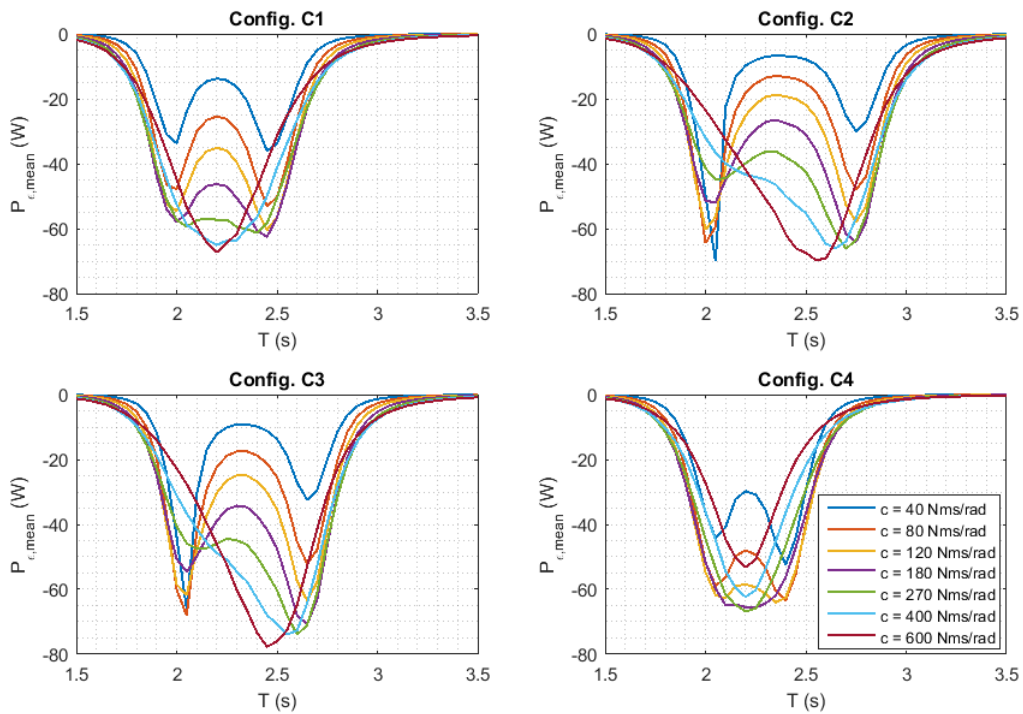 Config. C1
0
-20
-40
-60
-80
P ε,mean (W)
1.5 2 2.5 3 3.5
T (s)
Config. C2
0
-20
-40
-60
-80
P ε,mean (W)
1.5 2 2.5 3 3.5
T (s)
Config. C3
0
-20
-40
-60
-80
P ε,mean (W)
1.5 2 2.5 3 3.5
T (s)
Config. C4
0
-20
-40
-60
-80
P ε,mean (W)
1.5 2 2.5 3 3.5
T (s)
c = 40 Nms/rad
c = 80 Nms/rad
c = 120 Nms/rad
c = 180 Nms/rad
c = 270 Nms/rad
c = 400 Nms/rad
c = 600 Nms/rad